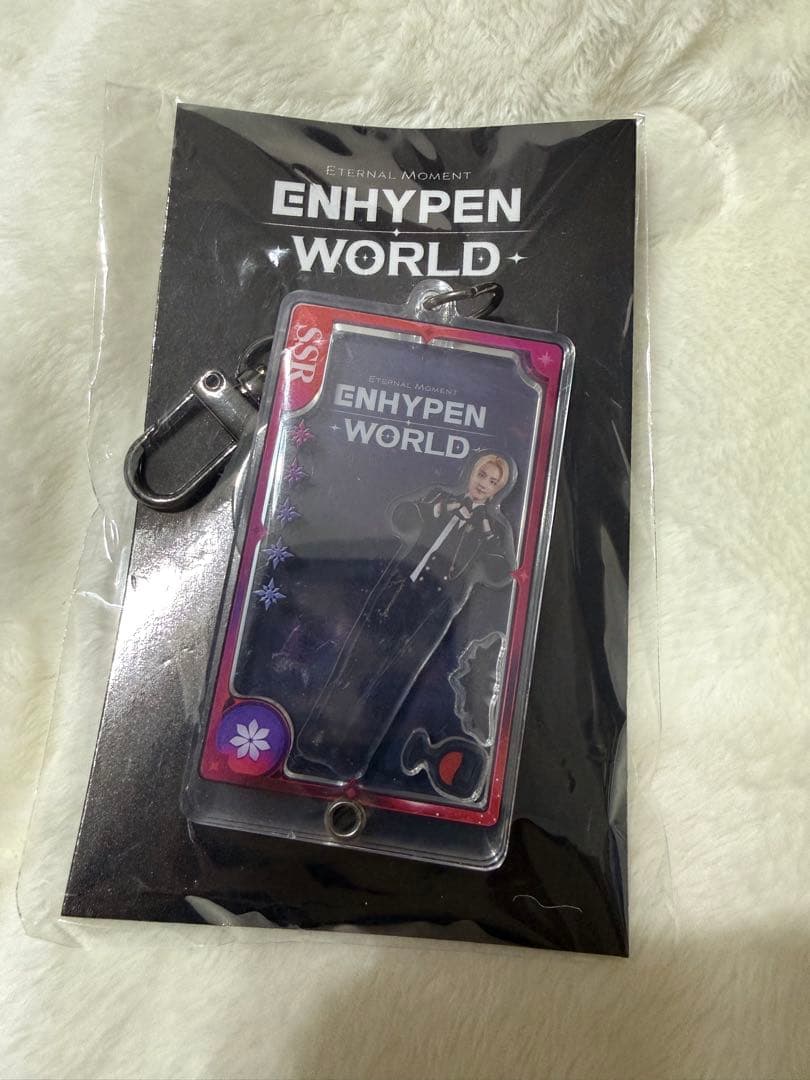 ETERNAL MOMENT
ENHYPEN
WORLD
SSR
ETERNAL MOMENT
ENHYPEN
WORLD